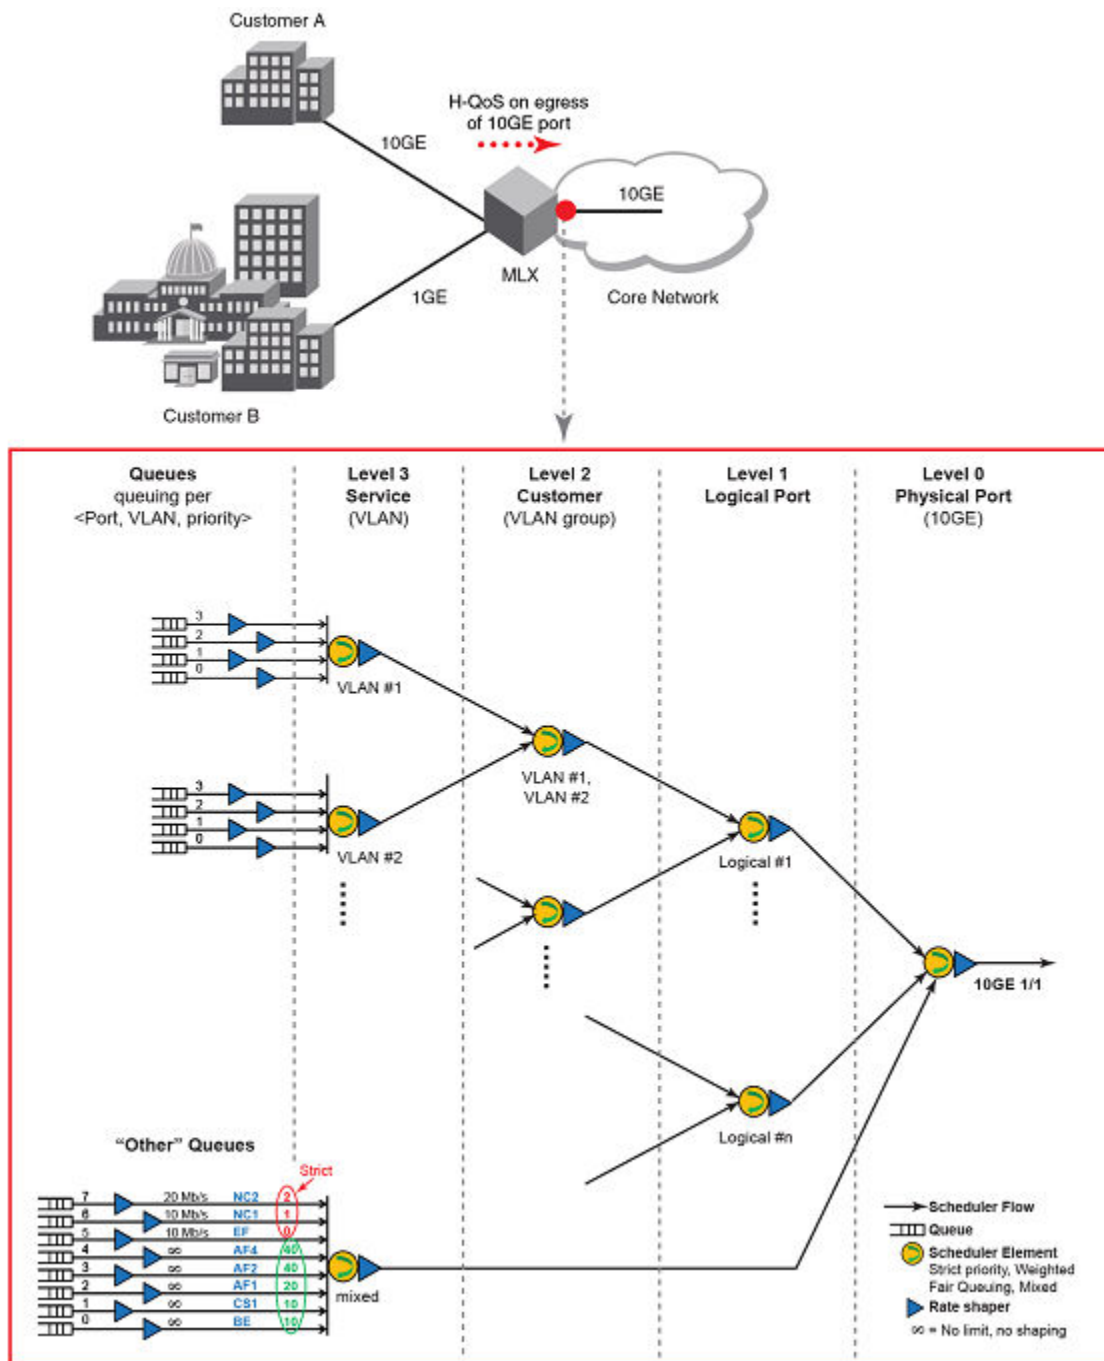 Customer A
H-QoS on egress
of 10GE port
10GE
10GE
MLX
1GE
Core Network
Customer B
Queues
queuing per
<Port, VLAN, priority>
Level 3
Service
(VLAN)
Level 2
Customer
(VLAN group)
Level 1
Logical Port
Level 0
Physical Port
(10GE)
3
2
1
0
VLAN #1
VLAN #1,
VLAN #2
3
2
1
0
VLAN #2
Logical #1
10GE 1/1
Logical #n
“Other” Queues
Strict
7 20 Mb/s NC2 2
6 10 Mb/s NC1 1
5 10 Mb/s EF 0
4 ∞ AF4 40
3 ∞ AF2 40
2 ∞ AF1 20
1 ∞ CS1 10
0 ∞ BE 10
mixed
Scheduler Flow
Queue
Scheduler Element
Strict priority, Weighted
Fair Queuing, Mixed
Rate shaper
∞ = No limit, no shaping